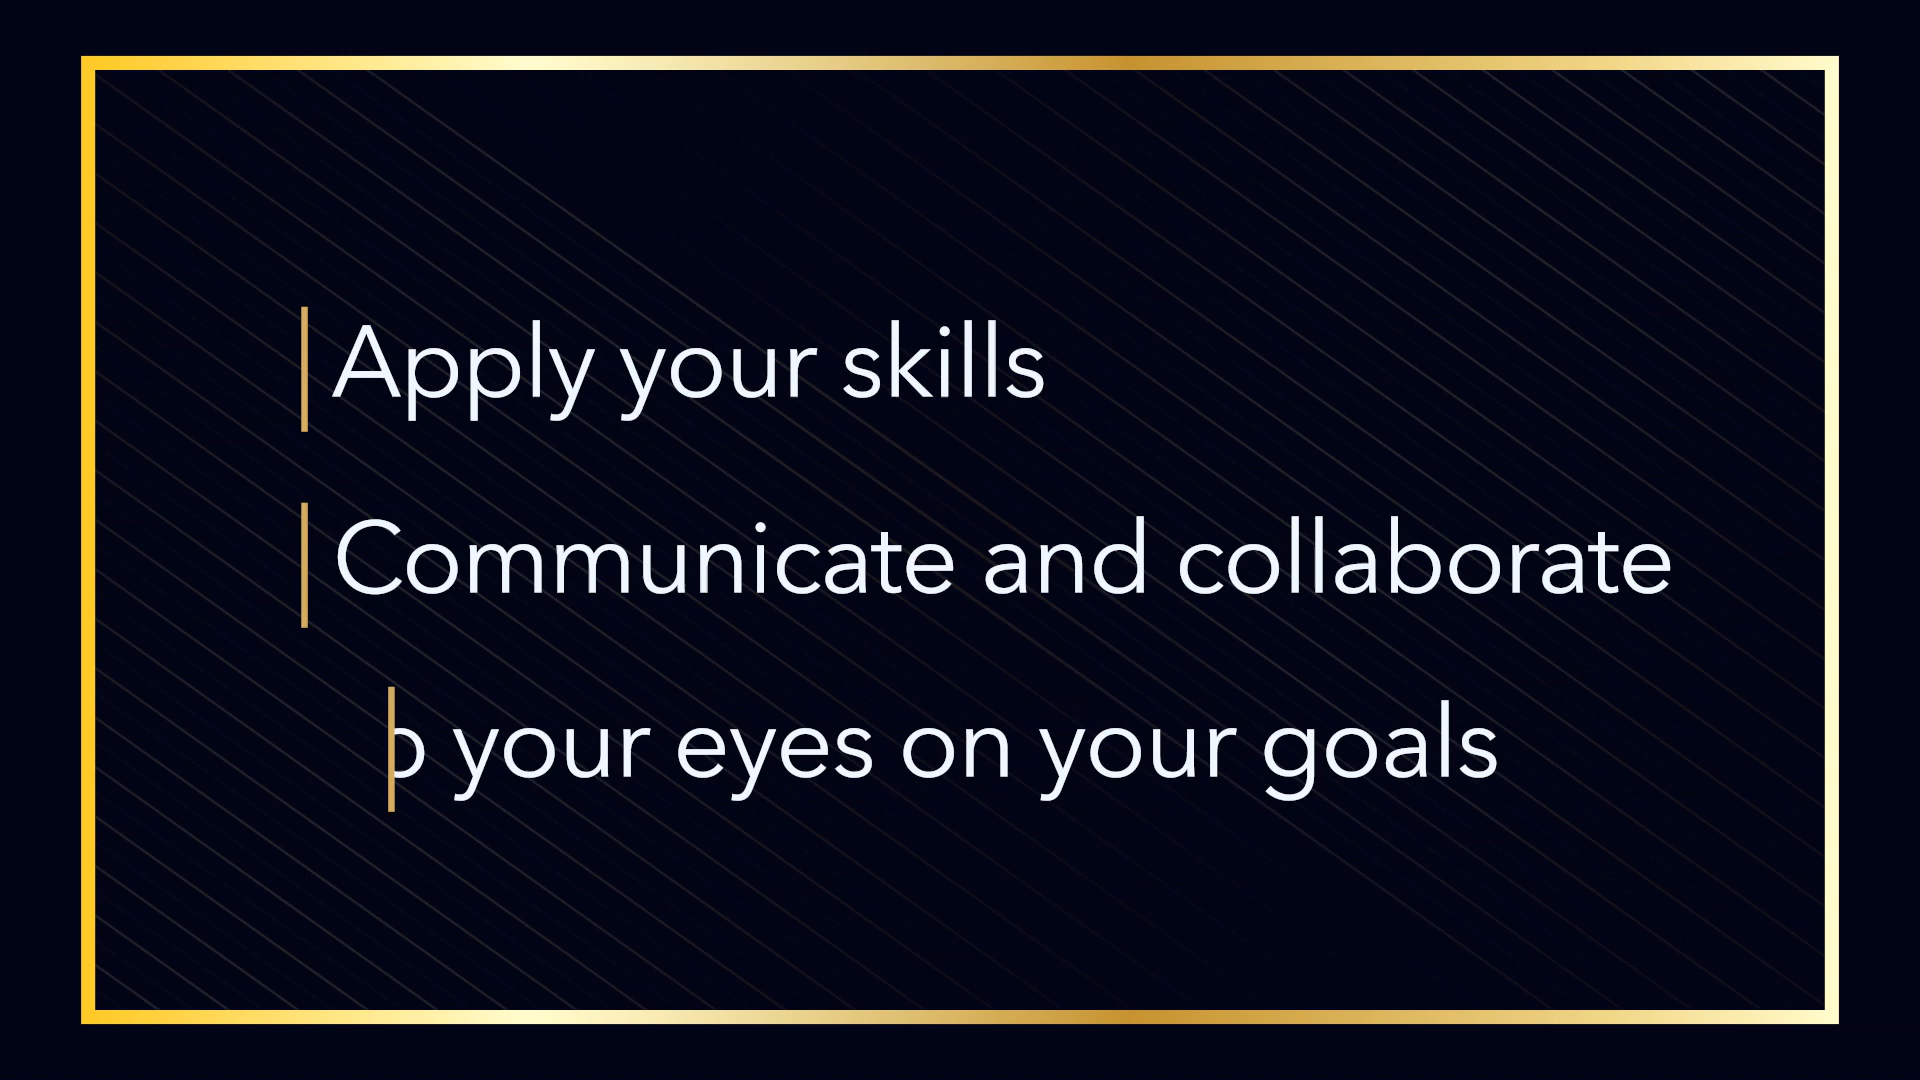 Apply your skills
Communicate and collaborate
your eyes on your goals